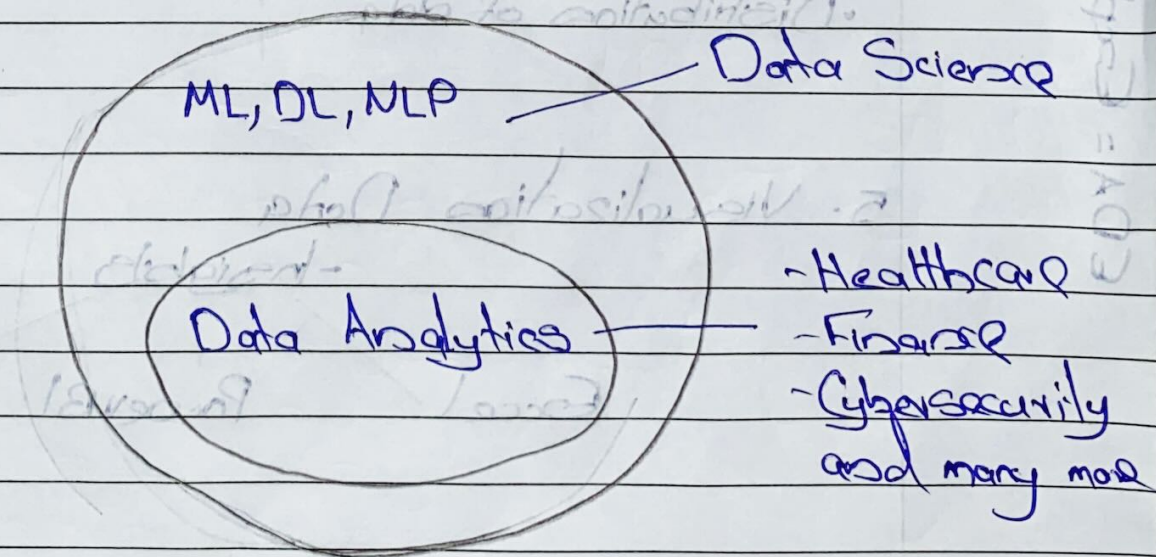 Data Science
ML, DL, NLP
- Healthcare
Data Analytics
- Finance
- Cybersecurity
and many more